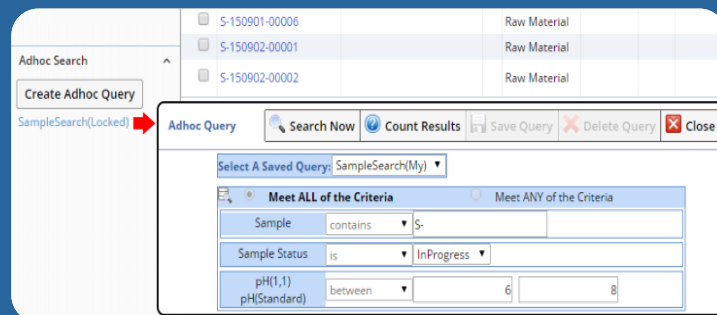 S-150901-00006 Raw Material
S-150902-00001 Raw Material
S-150902-00002 Raw Material
Adhoc Search
Create Adhoc Query
SampleSearch(Locked)
Adhoc Query Search Now Count Results Save Query Delete Query Close
Select A Saved Query: SampleSearch(My)
Meet ALL of the Criteria Meet ANY of the Criteria
Sample contains S-
Sample Status is InProgress
pH(1,1)
pH(Standard) between 6 8